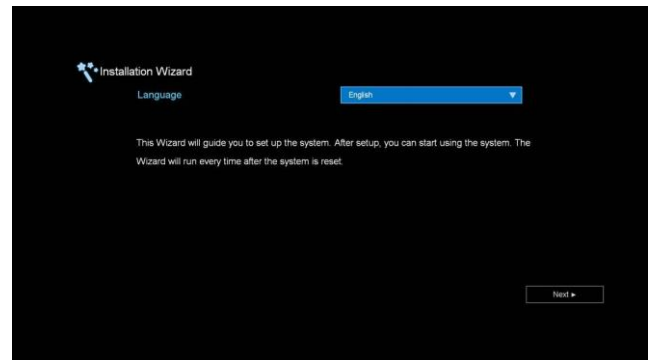 Installation Wizard
Language
English
This Wizard will guide you to set up the system. After setup, you can start using the system. The
Wizard will run every time after the system is reset.
Next ►